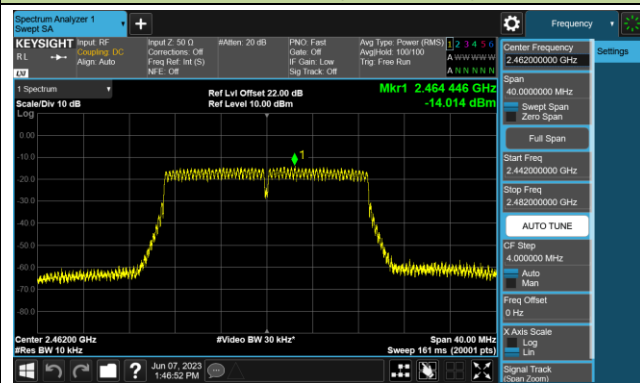 Spectrum Analyzer 1
Swept SA
Frequency
KEYSIGHT
Input: RF
Input Z: 50 Ω
#Atten: 20 dB
PNO: Fast
Avg Type: Power (RMS)
1 2 3 4 5 6
RL
Coupling: DC
Corrections: Off
Gate: Off
Avg|Hold: 100/100
A W W W W W
Align: Auto
Freq Ref: Int (S)
IF Gain: Low
Trig: Free Run
NFE: Off
Sig Track: Off
A N N N N N
LXI
Center Frequency
2.462000000 GHz
Settings
1 Spectrum
Ref Lvl Offset 22.00 dB
Mkr1 2.464 446 GHz
Scale/Div 10 dB
Ref Level 10.00 dBm
-14.014 dBm
Log
0.00
-10.0
-20.0
-30.0
-40.0
-50.0
-60.0
-70.0
-80.0
1
Span
40.0000000 MHz
Swept Span
Zero Span
Full Span
Start Freq
2.442000000 GHz
Stop Freq
2.482000000 GHz
AUTO TUNE
CF Step
4.000000 MHz
Auto
Man
Freq Offset
0 Hz
X Axis Scale
Log
Lin
Signal Track
(Span Zoom)
Center 2.46200 GHz
#Video BW 30 kHz*
Span 40.00 MHz
#Res BW 10 kHz
Sweep 161 ms (20001 pts)
?
Jun 07, 2023
1:46:52 PM